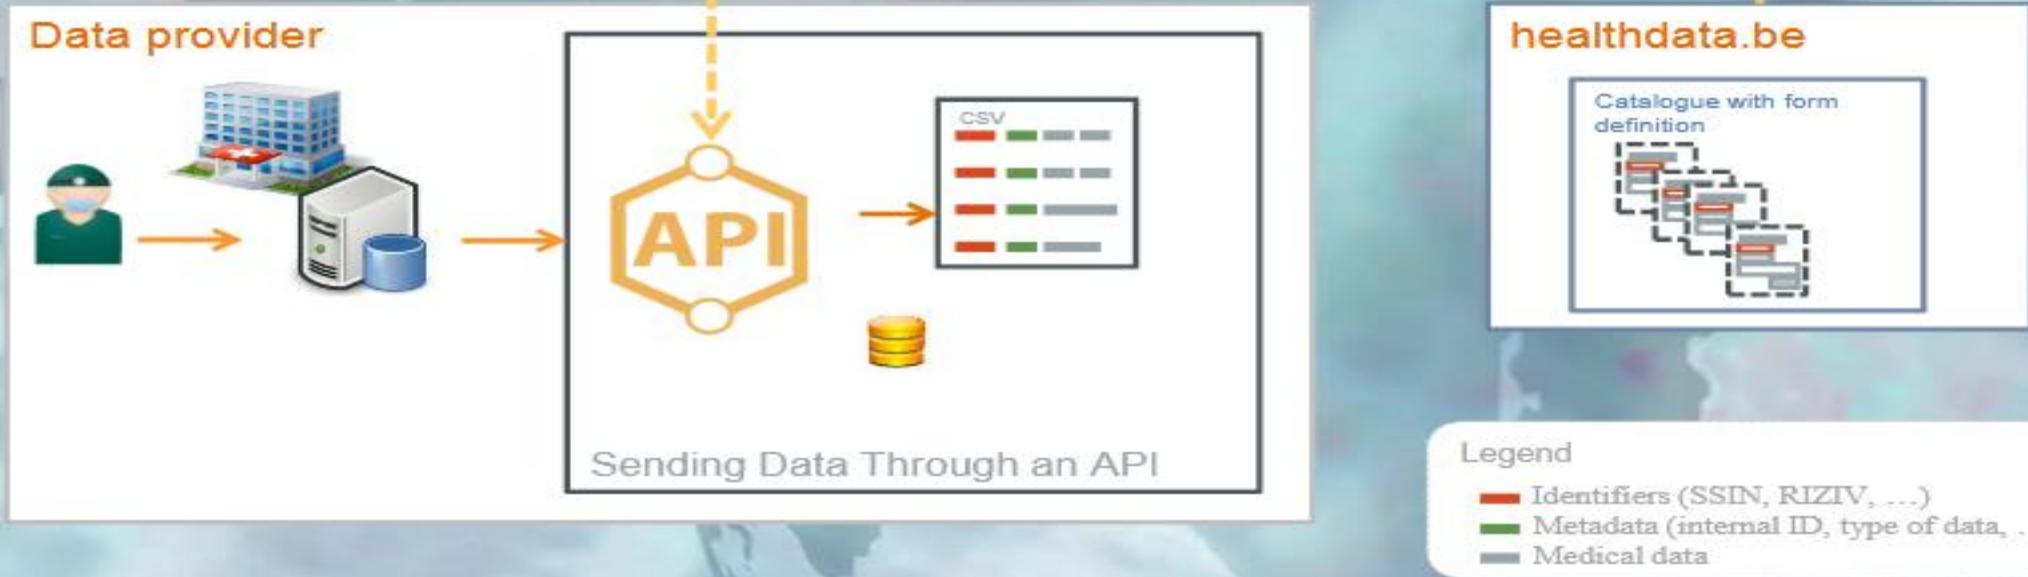 Data provider
CSV
API
Sending Data Through an API
healthdata.be
Catalogue with form
definition
Legend
Identifiers (SSIN, RIZIV, ...)
Metadata (internal ID, type of data, .
Medical data